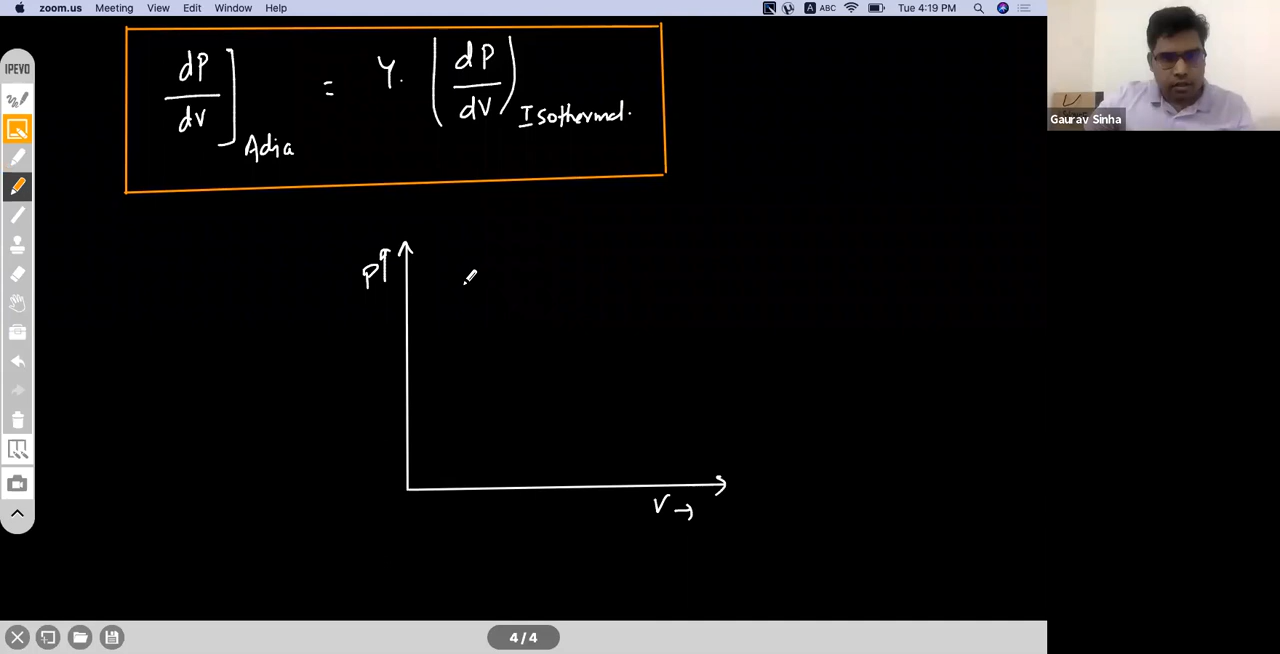 zoom.us Meeting View Edit Window Help
A ABC Tue 4:19 PM
IPEVO
dP
dV
Adia
= γ.
dP
dV
Isothermal.
Gaurav Sinha
P↑
V →
4 / 4